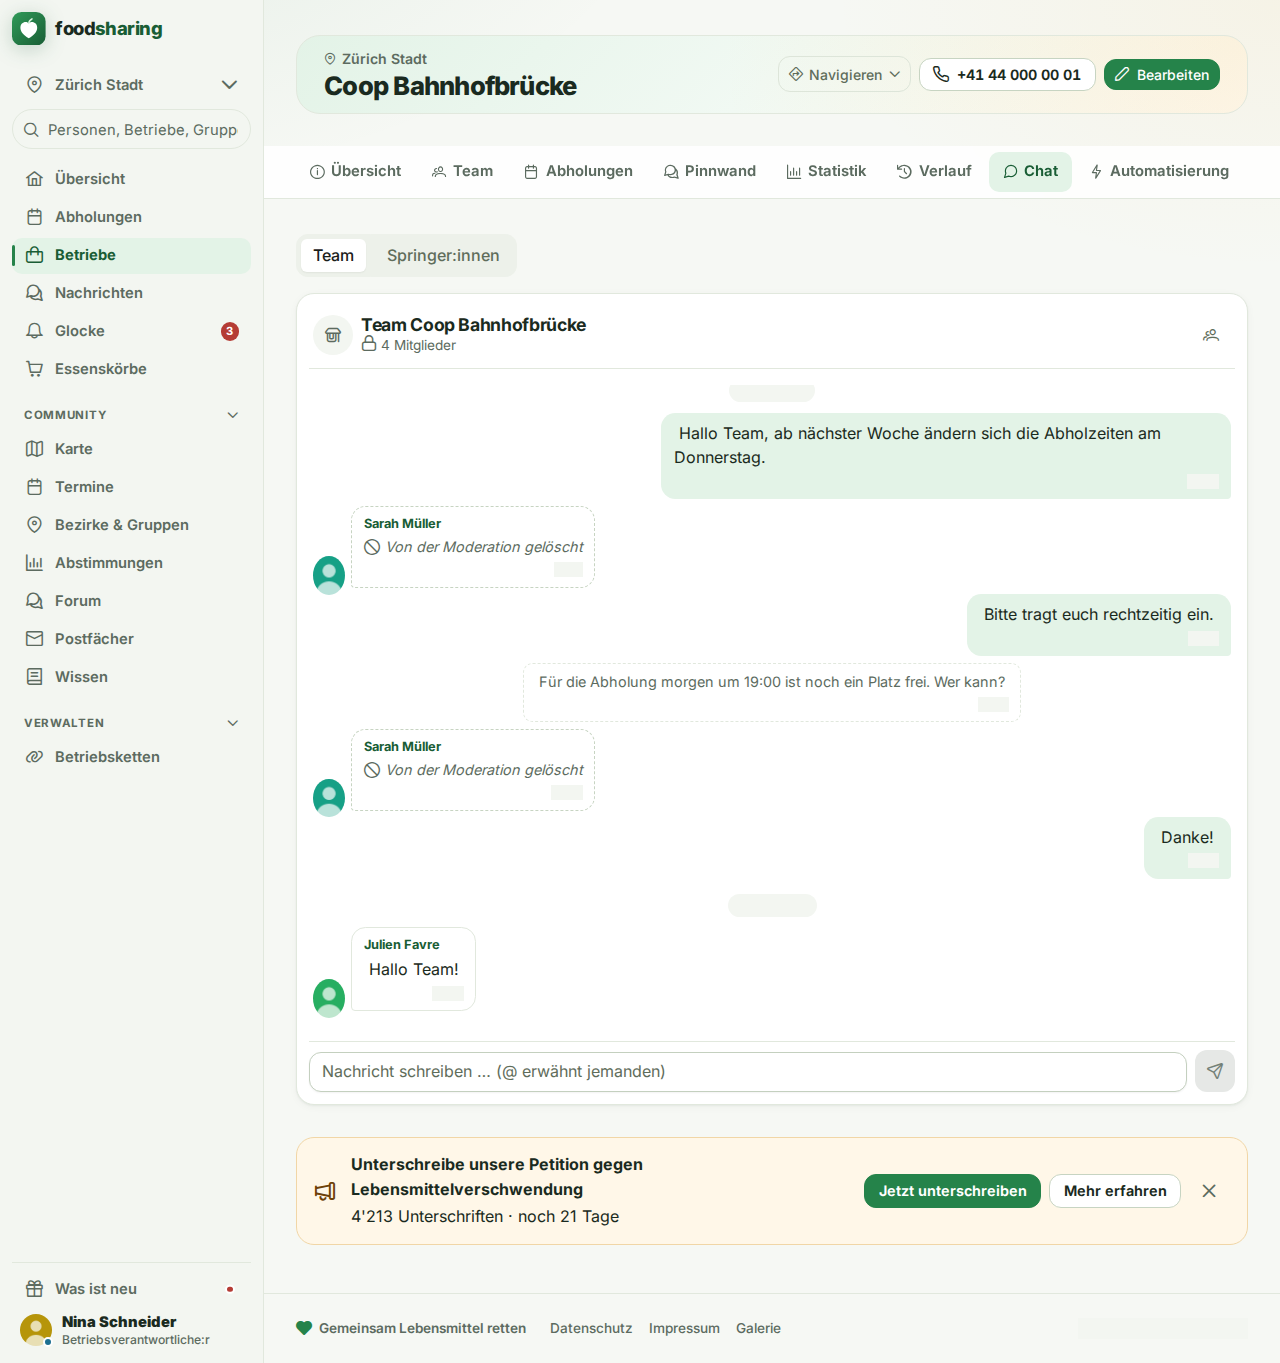 foodsharing
Zürich Stadt
Personen, Betriebe, Grupp
Übersicht
Abholungen
Betriebe
Nachrichten
Glocke
3
Essenskörbe
COMMUNITY
Karte
Termine
Bezirke & Gruppen
Abstimmungen
Forum
Postfächer
Wissen
VERWALTEN
Betriebsketten
Was ist neu
Nina Schneider
Betriebsverantwortliche:r
Zürich Stadt
Coop Bahnhofbrücke
Navigieren
+41 44 000 00 01
Bearbeiten
Übersicht
Team
Abholungen
Pinnwand
Statistik
Verlauf
Chat
Automatisierung
Team
Springer:innen
Team Coop Bahnhofbrücke
4 Mitglieder
Hallo Team, ab nächster Woche ändern sich die Abholzeiten am
Donnerstag.
Sarah Müller
Von der Moderation gelöscht
Bitte tragt euch rechtzeitig ein.
Für die Abholung morgen um 19:00 ist noch ein Platz frei. Wer kann?
Sarah Müller
Von der Moderation gelöscht
Danke!
Julien Favre
Hallo Team!
Nachricht schreiben … (@ erwähnt jemanden)
Unterschreibe unsere Petition gegen
Lebensmittelverschwendung
4'213 Unterschriften · noch 21 Tage
Jetzt unterschreiben
Mehr erfahren
Gemeinsam Lebensmittel retten
Datenschutz
Impressum
Galerie